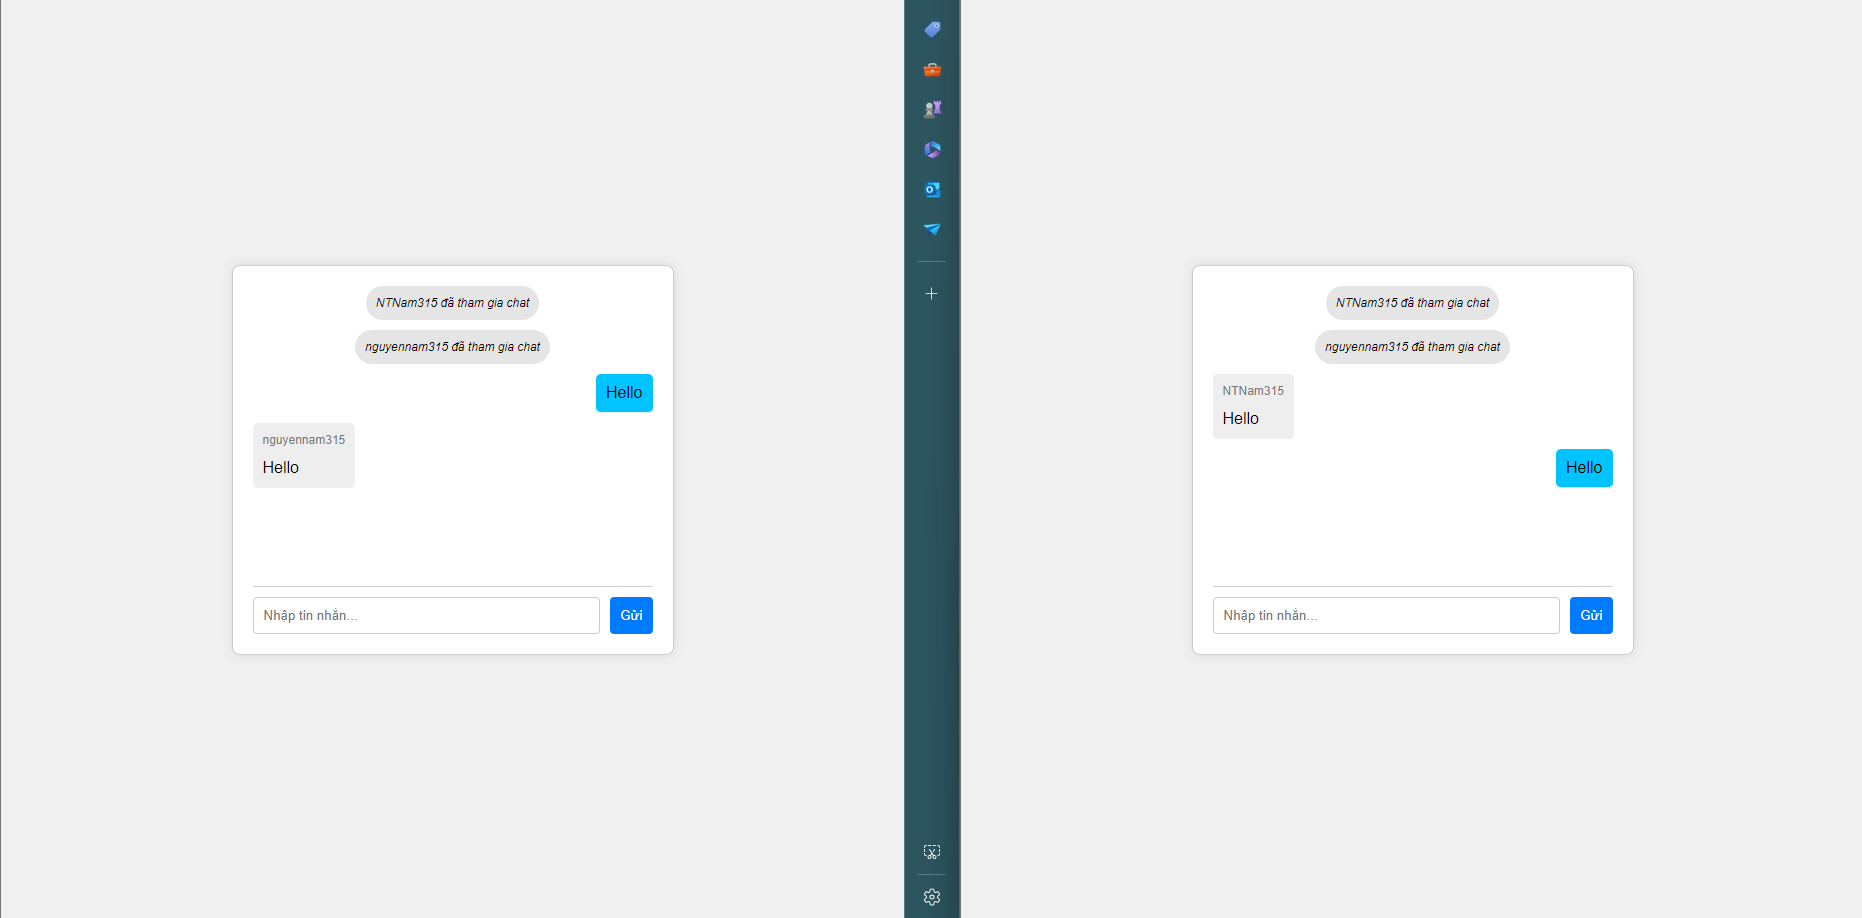 NTNam315 đã tham gia chat
nguyennam315 đã tham gia chat
Hello
nguyennam315
Hello
Nhập tin nhắn...
Gửi
NTNam315 đã tham gia chat
nguyennam315 đã tham gia chat
NTNam315
Hello
Hello
Nhập tin nhắn...
Gửi